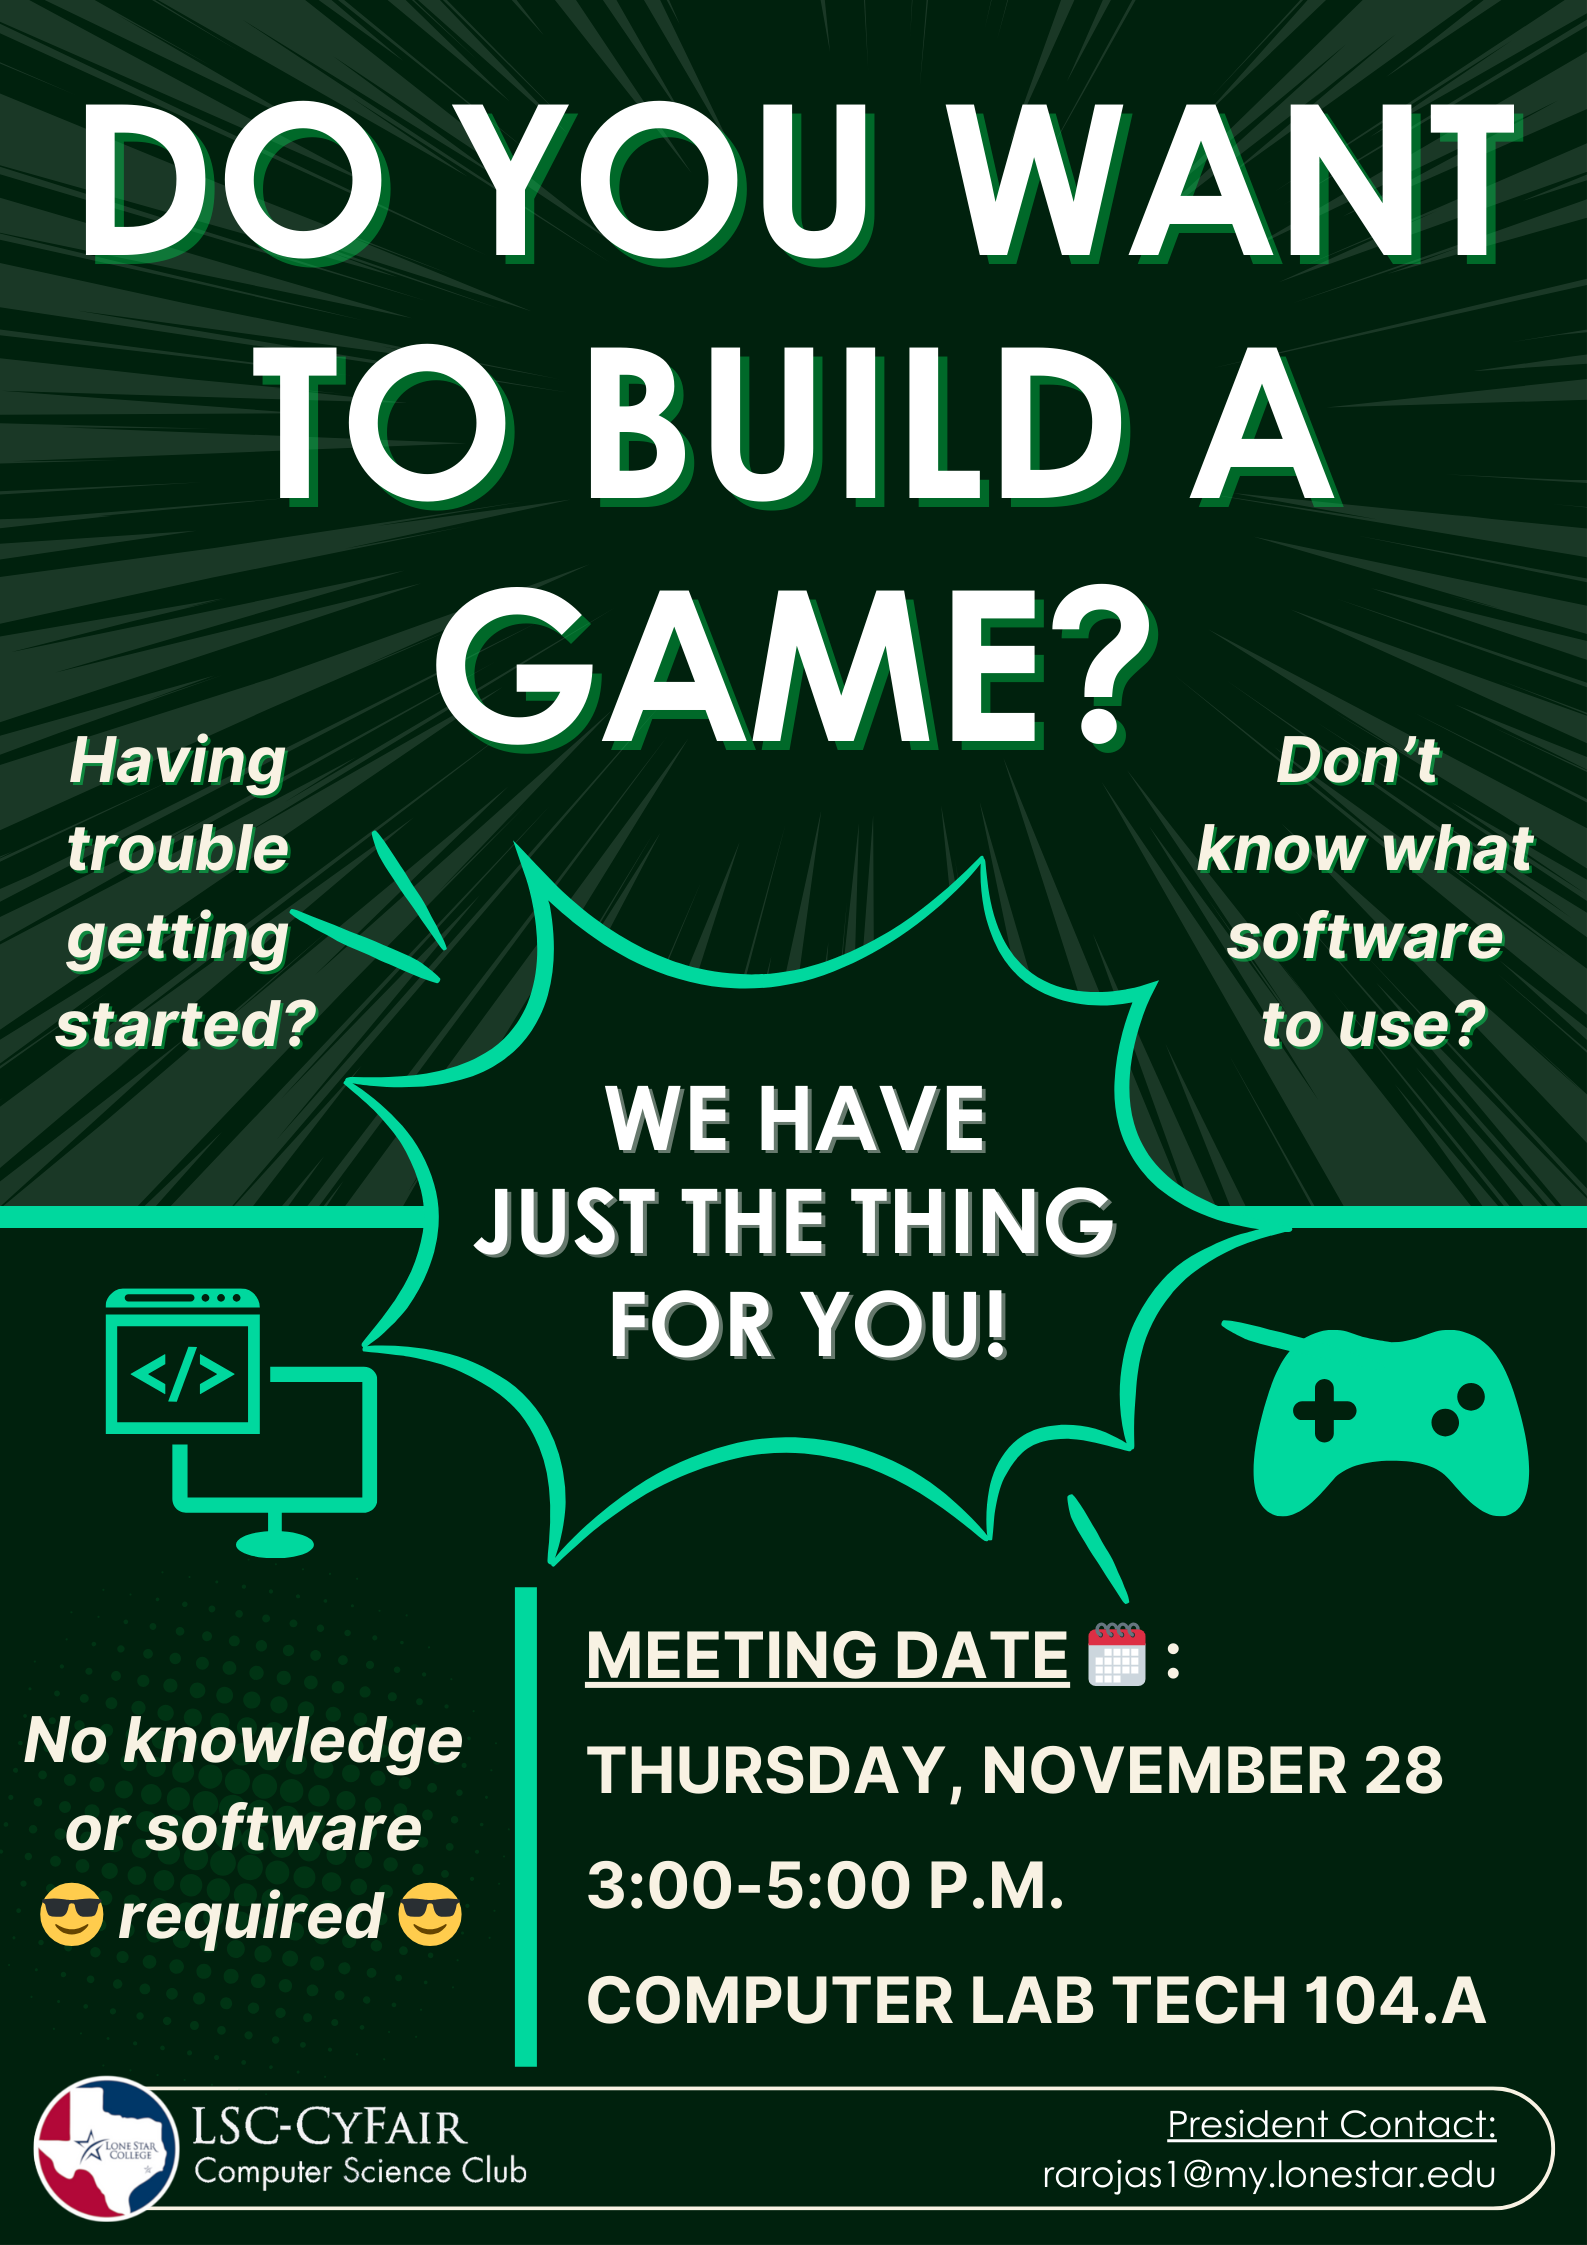 DO YOU WANT
TO BUILD A
GAME?
Having
trouble
getting
started?
Don’t
know what
software
to use?
WE HAVE
JUST THE THING
FOR YOU!
</>
No knowledge
or software
😎 required 😎
MEETING DATE 🗓️ :
THURSDAY, NOVEMBER 28
3:00-5:00 P.M.
COMPUTER LAB TECH 104.A
LONE STAR
COLLEGE
LSC-CYFAIR
Computer Science Club
President Contact:
rarojas1@my.lonestar.edu